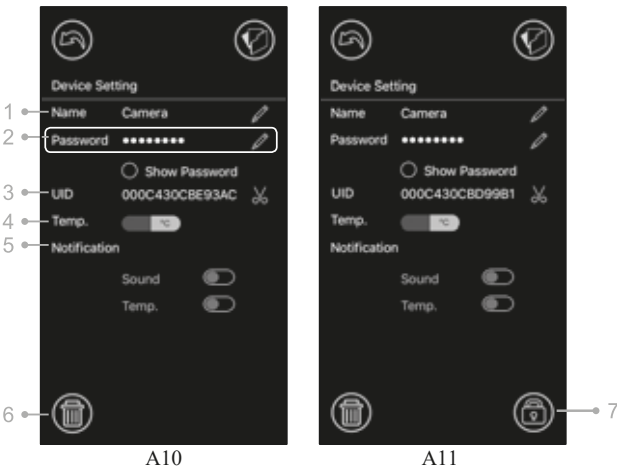 Device Setting
1 Name Camera
2 Password ********
Show Password
3 UID 000C430CBE93AC
4 Temp. °C
5 Notification
Sound
Temp.
6
A10
Device Setting
Name Camera
Password ********
Show Password
UID 000C430CBD99B1
Temp. °C
Notification
Sound
Temp.
7
A11